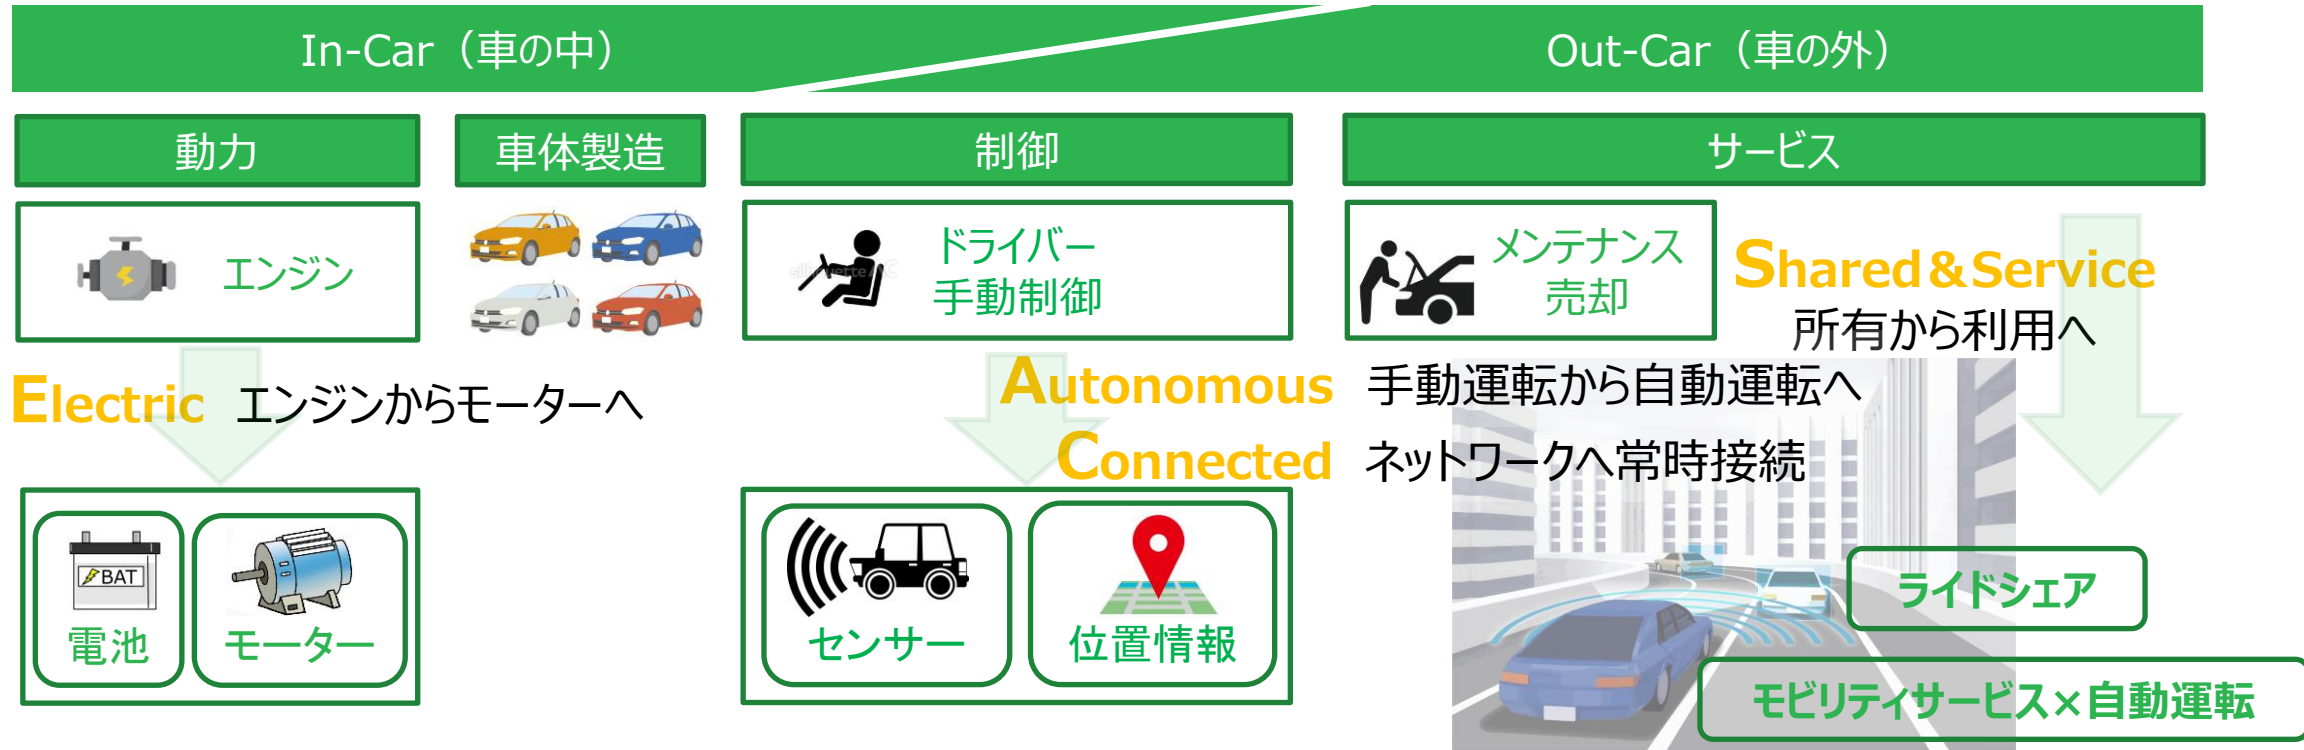 In-Car（車の中）
Out-Car（車の外）
動力
車体製造
制御
サービス
エンジン
ドライバー
手動制御
silhouetteAC
メンテナンス
売却
Shared＆Service
所有から利用へ
Electric エンジンからモーターへ
Autonomous 手動運転から自動運転へ
Connected ネットワークへ常時接続
BAT
電池
モーター
センサー
位置情報
ライドシェア
モビリティサービス×自動運転